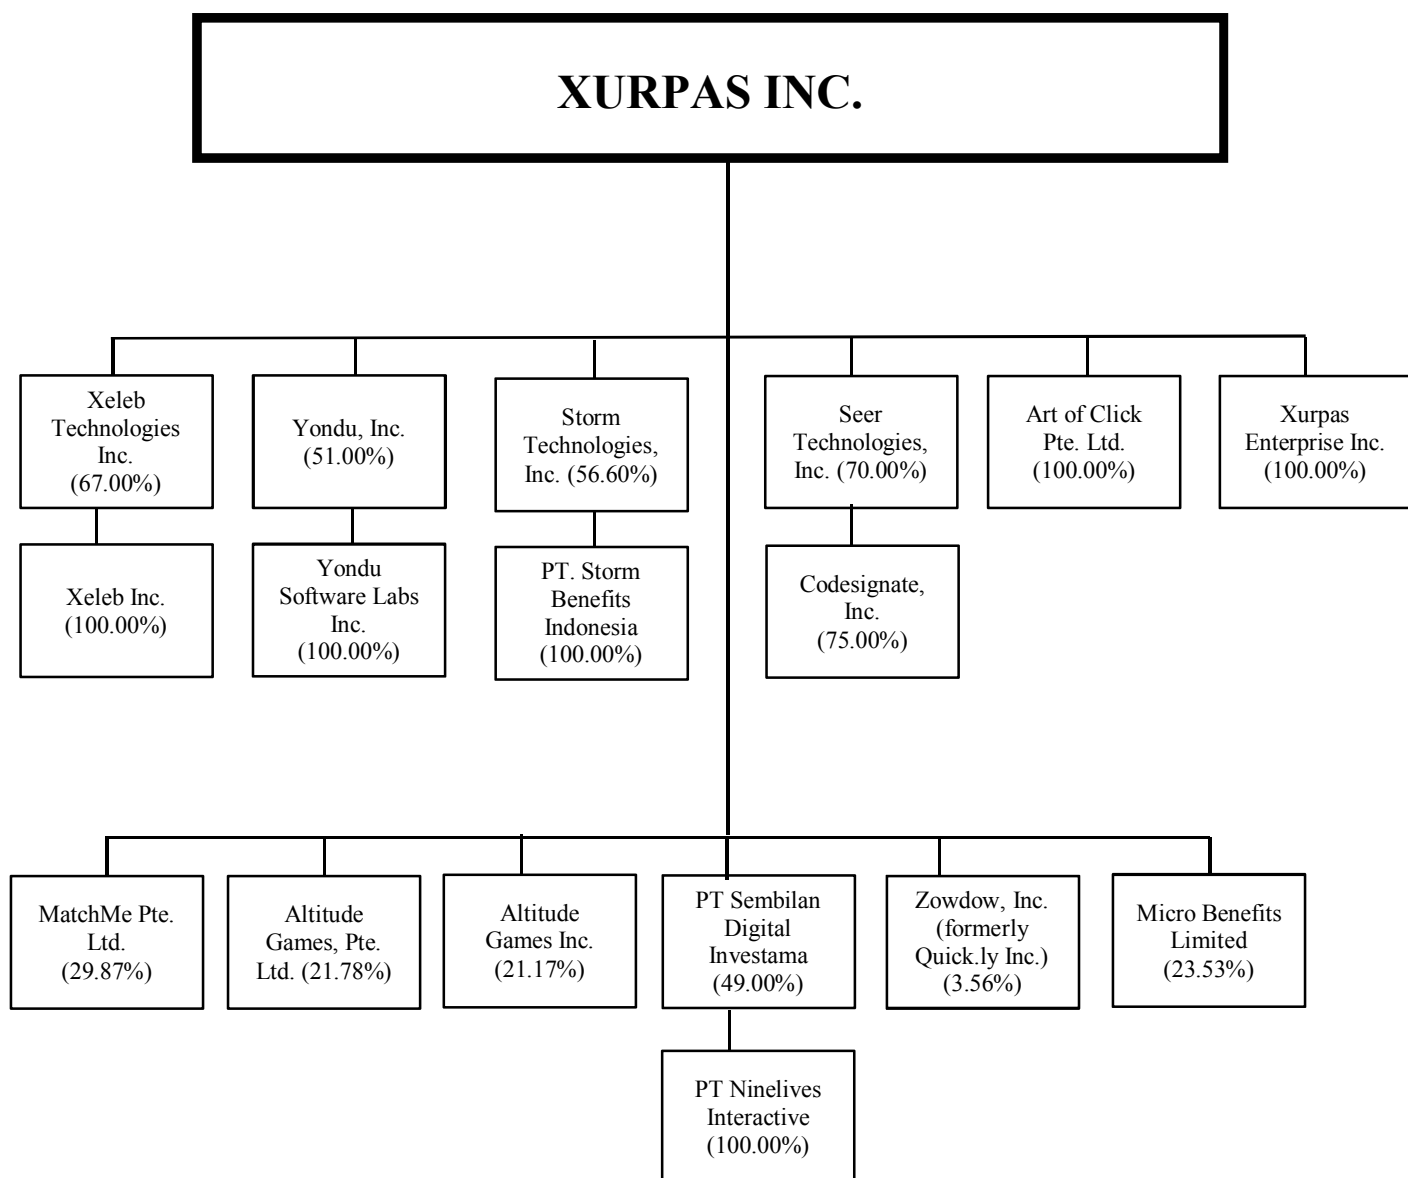 XURPAS INC.
Xeleb
Technologies
Inc.
(67.00%)
Yondu, Inc.
(51.00%)
Storm
Technologies,
Inc. (56.60%)
Seer
Technologies,
Inc. (70.00%)
Art of Click
Pte. Ltd.
(100.00%)
Xurpas
Enterprise Inc.
(100.00%)
Xeleb Inc.
(100.00%)
Yondu
Software Labs
Inc.
(100.00%)
PT. Storm
Benefits
Indonesia
(100.00%)
Codesignate,
Inc.
(75.00%)
MatchMe Pte.
Ltd.
(29.87%)
Altitude
Games, Pte.
Ltd. (21.78%)
Altitude
Games Inc.
(21.17%)
PT Sembilan
Digital
Investama
(49.00%)
Zowdow, Inc.
(formerly
Quick.ly Inc.)
(3.56%)
Micro Benefits
Limited
(23.53%)
PT Ninelives
Interactive
(100.00%)